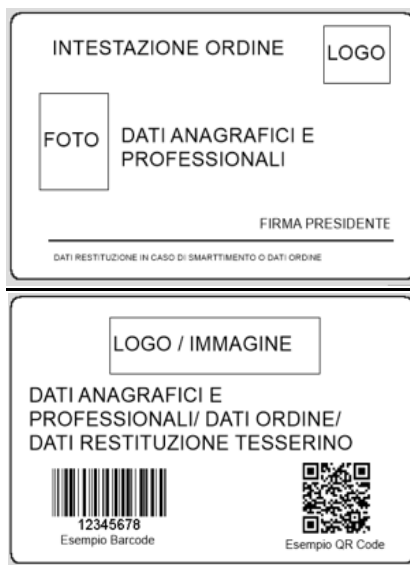 INTESTAZIONE ORDINE
LOGO
FOTO
DATI ANAGRAFICI E
PROFESSIONALI
FIRMA PRESIDENTE
DATI RESTITUZIONE IN CASO DI SMARTTIMENTO O DATI ORDINE
LOGO / IMMAGINE
DATI ANAGRAFICI E
PROFESSIONALI/ DATI ORDINE/
DATI RESTITUZIONE TESSERINO
12345678
Esempio Barcode
Esempio QR Code